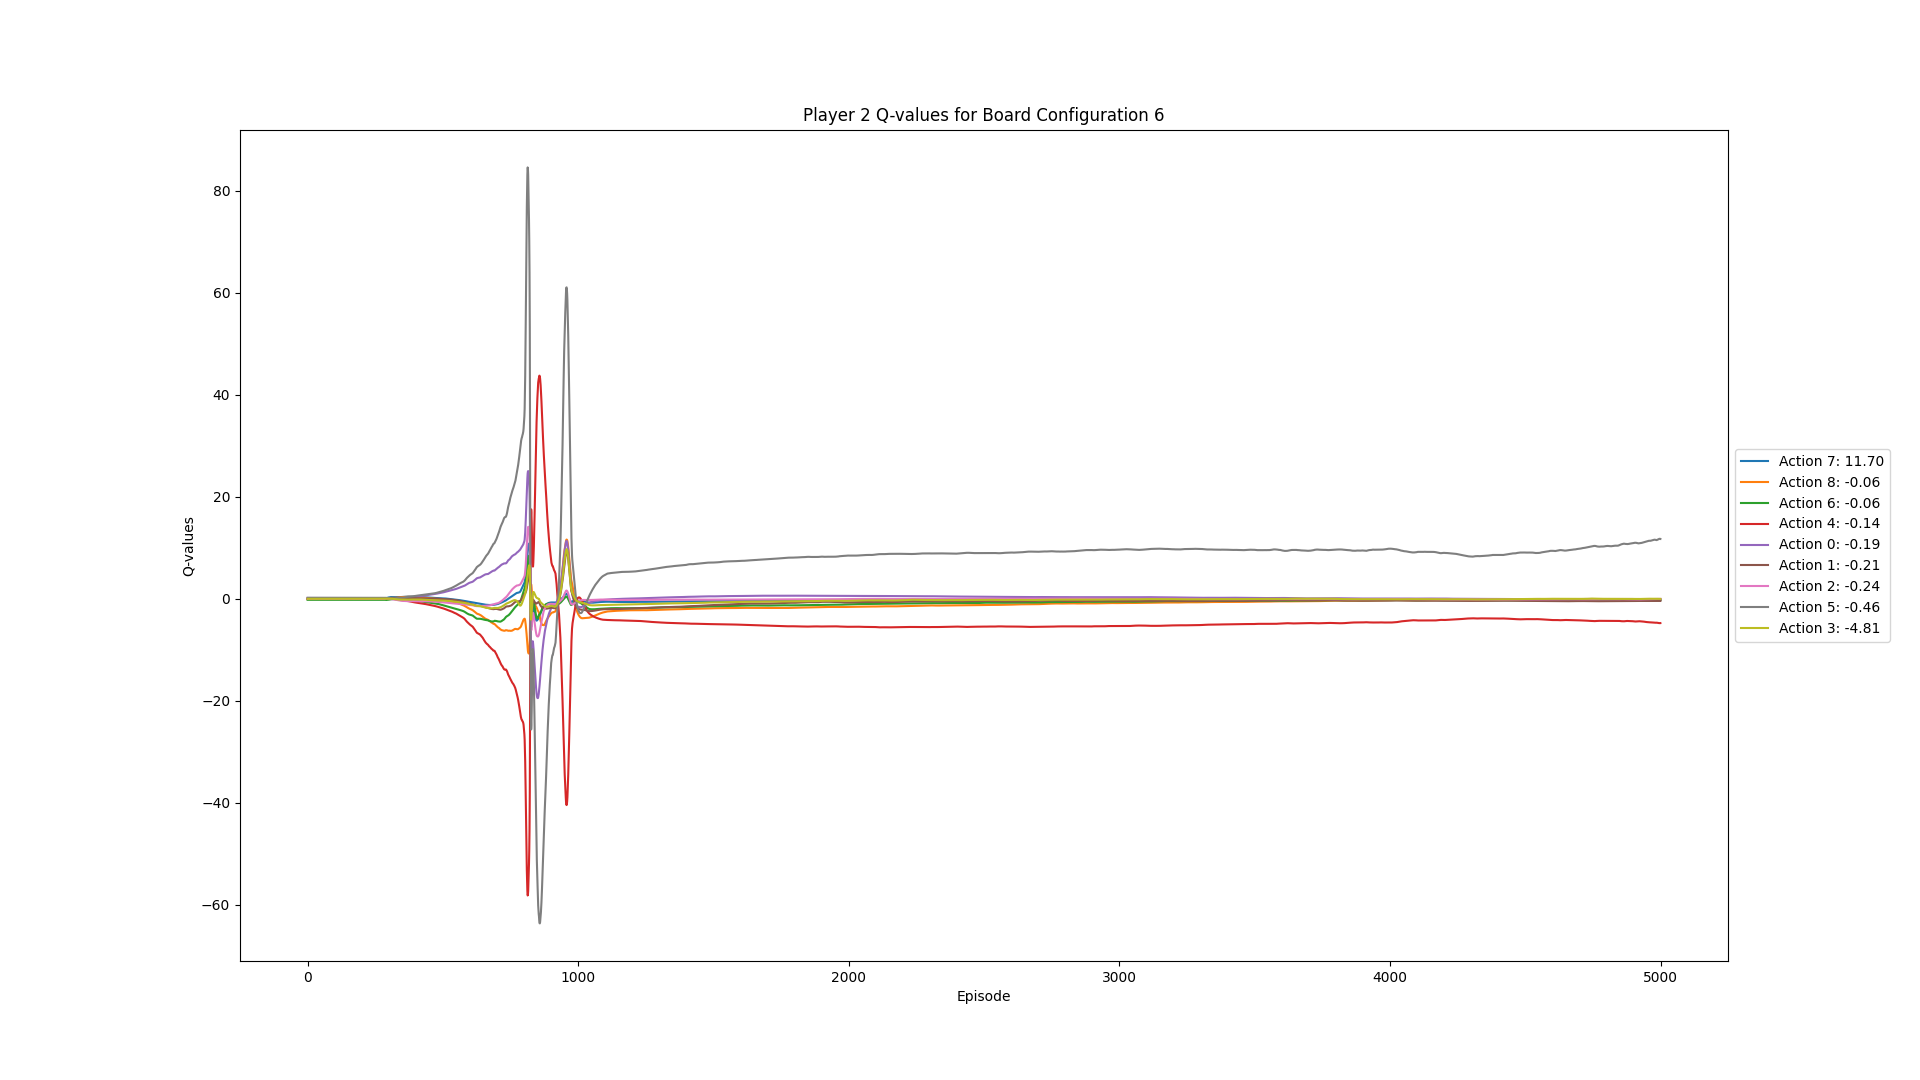 Player 2 Q-values for Board Configuration 6
Q-values
80
60
40
20
0
−20
−40
−60
0
1000
2000
3000
4000
5000
Episode
Action 7: 11.70
Action 8: -0.06
Action 6: -0.06
Action 4: -0.14
Action 0: -0.19
Action 1: -0.21
Action 2: -0.24
Action 5: -0.46
Action 3: -4.81